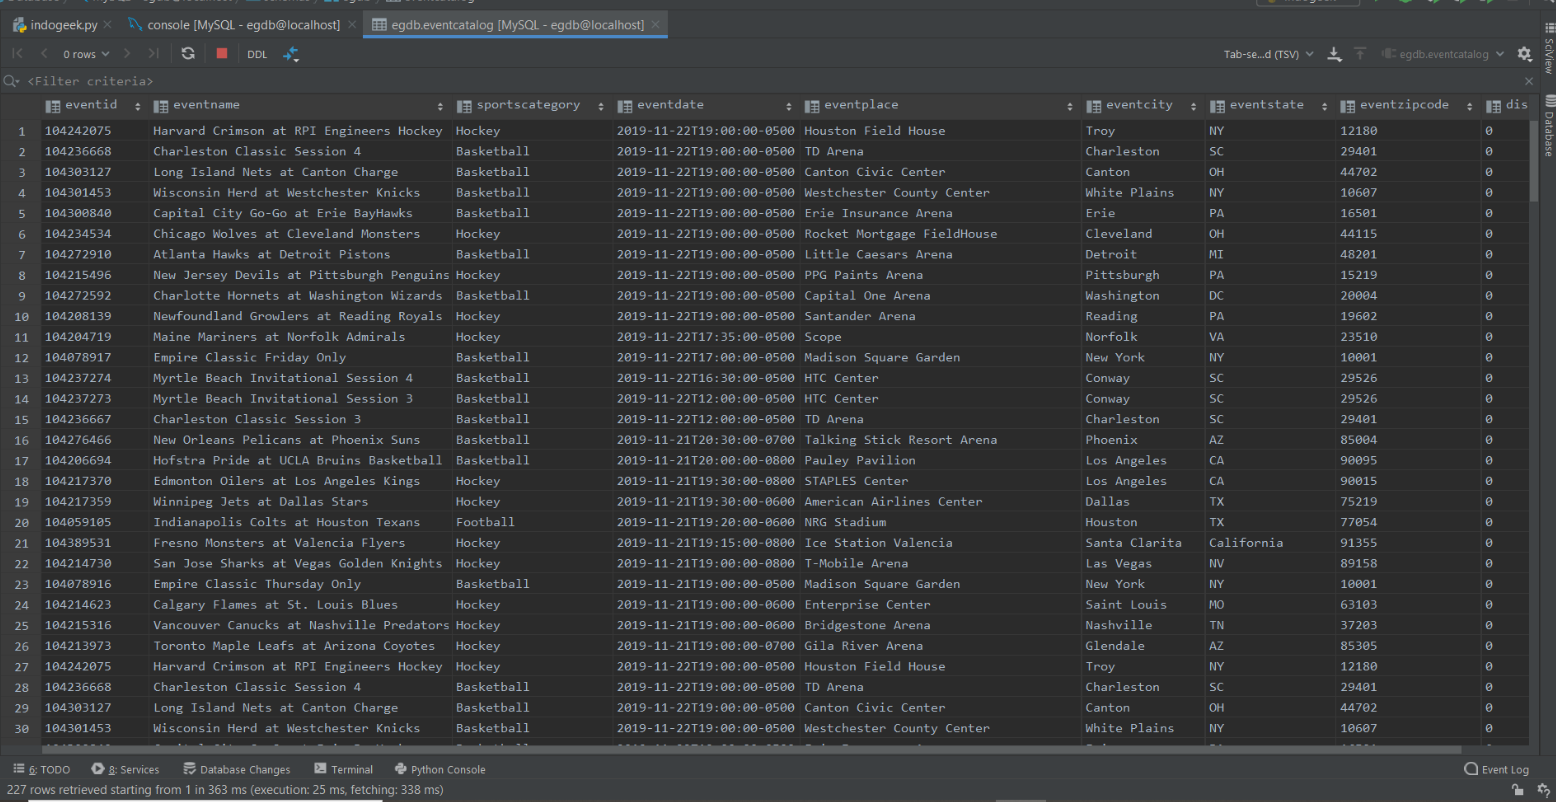 indogeek.py console [MySQL - egdb@localhost] egdb.eventcatalog [MySQL - egdb@localhost]
0 rows DDL Tab-se...d (TSV) egdb.eventcatalog
<Filter criteria>
eventid eventname sportscategory eventdate eventplace eventcity eventstate eventzipcode dis
1 104242075 Harvard Crimson at RPI Engineers Hockey Hockey 2019-11-22T19:00:00-0500 Houston Field House Troy NY 12180 0
2 104236668 Charleston Classic Session 4 Basketball 2019-11-22T19:00:00-0500 TD Arena Charleston SC 29401 0
3 104303127 Long Island Nets at Canton Charge Basketball 2019-11-22T19:00:00-0500 Canton Civic Center Canton OH 44702 0
4 104301453 Wisconsin Herd at Westchester Knicks Basketball 2019-11-22T19:00:00-0500 Westchester County Center White Plains NY 10607 0
5 104300840 Capital City Go-Go at Erie BayHawks Basketball 2019-11-22T19:00:00-0500 Erie Insurance Arena Erie PA 16501 0
6 104234534 Chicago Wolves at Cleveland Monsters Hockey 2019-11-22T19:00:00-0500 Rocket Mortgage FieldHouse Cleveland OH 44115 0
7 104272910 Atlanta Hawks at Detroit Pistons Basketball 2019-11-22T19:00:00-0500 Little Caesars Arena Detroit MI 48201 0
8 104215496 New Jersey Devils at Pittsburgh Penguins Hockey 2019-11-22T19:00:00-0500 PPG Paints Arena Pittsburgh PA 15219 0
9 104272592 Charlotte Hornets at Washington Wizards Basketball 2019-11-22T19:00:00-0500 Capital One Arena Washington DC 20004 0
10 104208139 Newfoundland Growlers at Reading Royals Hockey 2019-11-22T19:00:00-0500 Santander Arena Reading PA 19602 0
11 104204719 Maine Mariners at Norfolk Admirals Hockey 2019-11-22T17:35:00-0500 Scope Norfolk VA 23510 0
12 104078917 Empire Classic Friday Only Basketball 2019-11-22T17:00:00-0500 Madison Square Garden New York NY 10001 0
13 104237274 Myrtle Beach Invitational Session 4 Basketball 2019-11-22T16:30:00-0500 HTC Center Conway SC 29526 0
14 104237273 Myrtle Beach Invitational Session 3 Basketball 2019-11-22T12:00:00-0500 HTC Center Conway SC 29526 0
15 104236667 Charleston Classic Session 3 Basketball 2019-11-22T12:00:00-0500 TD Arena Charleston SC 29401 0
16 104276466 New Orleans Pelicans at Phoenix Suns Basketball 2019-11-21T20:30:00-0700 Talking Stick Resort Arena Phoenix AZ 85004 0
17 104206694 Hofstra Pride at UCLA Bruins Basketball Basketball 2019-11-21T20:00:00-0800 Pauley Pavilion Los Angeles CA 90095 0
18 104217370 Edmonton Oilers at Los Angeles Kings Hockey 2019-11-21T19:30:00-0800 STAPLES Center Los Angeles CA 90015 0
19 104217359 Winnipeg Jets at Dallas Stars Hockey 2019-11-21T19:30:00-0600 American Airlines Center Dallas TX 75219 0
20 104059105 Indianapolis Colts at Houston Texans Football 2019-11-21T19:20:00-0600 NRG Stadium Houston TX 77054 0
21 104389531 Fresno Monsters at Valencia Flyers Hockey 2019-11-21T19:15:00-0800 Ice Station Valencia Santa Clarita California 91355 0
22 104214730 San Jose Sharks at Vegas Golden Knights Hockey 2019-11-21T19:00:00-0800 T-Mobile Arena Las Vegas NV 89158 0
23 104078916 Empire Classic Thursday Only Basketball 2019-11-21T19:00:00-0500 Madison Square Garden New York NY 10001 0
24 104214623 Calgary Flames at St. Louis Blues Hockey 2019-11-21T19:00:00-0600 Enterprise Center Saint Louis MO 63103 0
25 104215316 Vancouver Canucks at Nashville Predators Hockey 2019-11-21T19:00:00-0600 Bridgestone Arena Nashville TN 37203 0
26 104213973 Toronto Maple Leafs at Arizona Coyotes Hockey 2019-11-21T19:00:00-0700 Gila River Arena Glendale AZ 85305 0
27 104242075 Harvard Crimson at RPI Engineers Hockey Hockey 2019-11-22T19:00:00-0500 Houston Field House Troy NY 12180 0
28 104236668 Charleston Classic Session 4 Basketball 2019-11-22T19:00:00-0500 TD Arena Charleston SC 29401 0
29 104303127 Long Island Nets at Canton Charge Basketball 2019-11-22T19:00:00-0500 Canton Civic Center Canton OH 44702 0
30 104301453 Wisconsin Herd at Westchester Knicks Basketball 2019-11-22T19:00:00-0500 Westchester County Center White Plains NY 10607 0
SciView
Database
6: TODO 8: Services Database Changes Terminal Python Console Event Log
227 rows retrieved starting from 1 in 363 ms (execution: 25 ms, fetching: 338 ms)